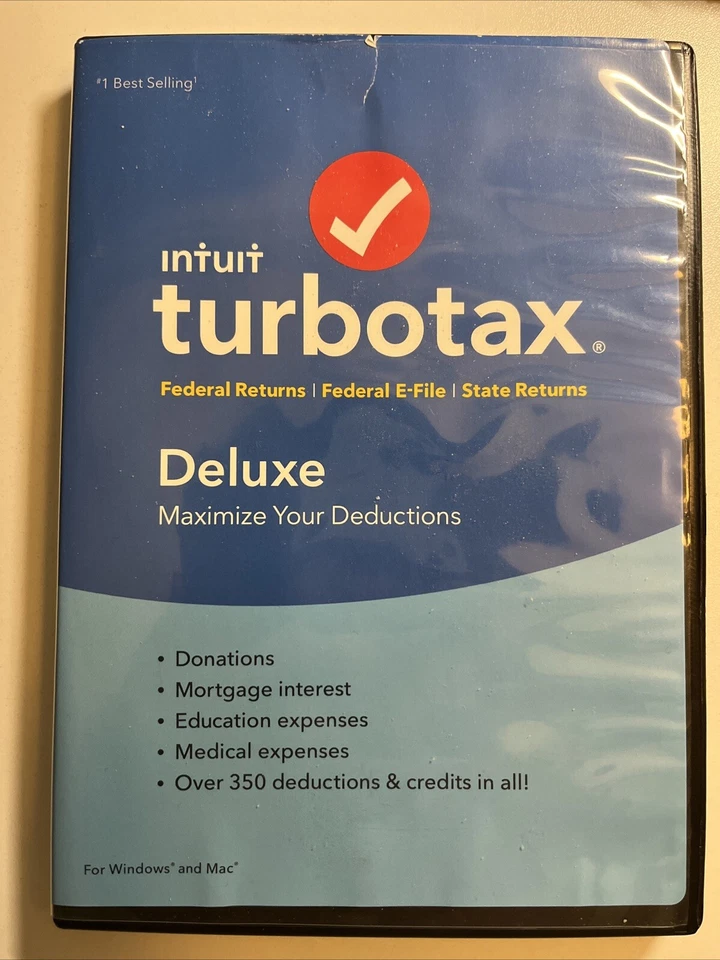 #1 Best Selling¹
intuit
turbotax®
Federal Returns | Federal E-File | State Returns
Deluxe
Maximize Your Deductions
• Donations
• Mortgage interest
• Education expenses
• Medical expenses
• Over 350 deductions & credits in all!
For Windows® and Mac®